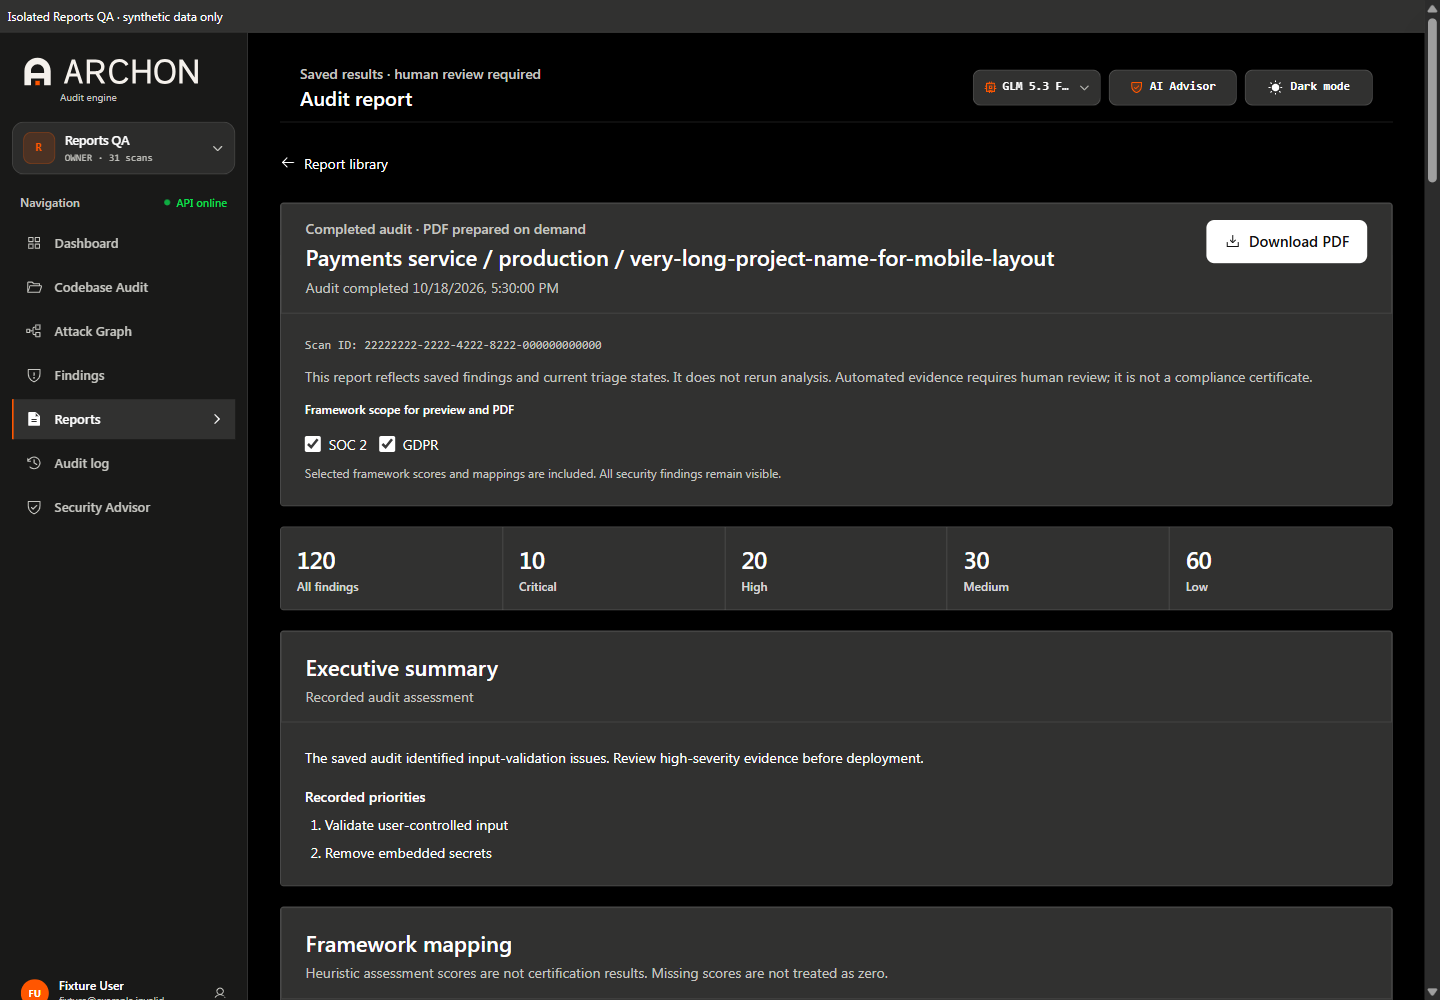 Isolated Reports QA · synthetic data only
ARCHON
Audit engine
R
Reports QA
OWNER · 31 scans
Navigation
API online
Dashboard
Codebase Audit
Attack Graph
Findings
Reports
Audit log
Security Advisor
FU
Fixture User
Saved results · human review required
Audit report
GLM 5.3 F…
AI Advisor
Dark mode
Report library
Completed audit · PDF prepared on demand
Payments service / production / very-long-project-name-for-mobile-layout
Audit completed 10/18/2026, 5:30:00 PM
Download PDF
Scan ID: 22222222-2222-4222-8222-000000000000
This report reflects saved findings and current triage states. It does not rerun analysis. Automated evidence requires human review; it is not a compliance certificate.
Framework scope for preview and PDF
SOC 2 GDPR
Selected framework scores and mappings are included. All security findings remain visible.
120
All findings
10
Critical
20
High
30
Medium
60
Low
Executive summary
Recorded audit assessment
The saved audit identified input-validation issues. Review high-severity evidence before deployment.
Recorded priorities
1. Validate user-controlled input
2. Remove embedded secrets
Framework mapping
Heuristic assessment scores are not certification results. Missing scores are not treated as zero.